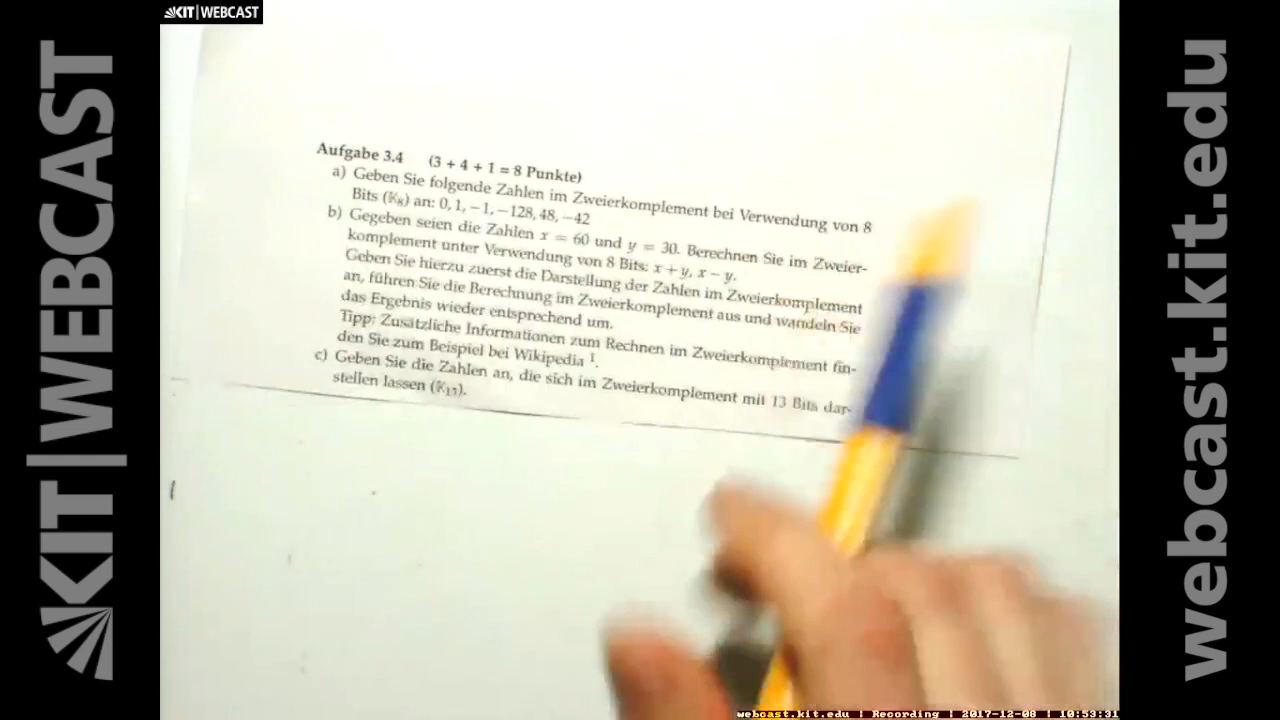 KIT|WEBCAST
KIT|WEBCAST
Aufgabe 3.4 (3 + 4 + 1 = 8 Punkte)
a) Geben Sie folgende Zahlen im Zweierkomplement bei Verwendung von 8
Bits (𝕂₈) an: 0, 1, −1, −128, 48, −42
b) Gegeben seien die Zahlen x = 60 und y = 30. Berechnen Sie im Zweier-
komplement unter Verwendung von 8 Bits: x + y, x − y.
Geben Sie hierzu zuerst die Darstellung der Zahlen im Zweierkomplement
an, führen Sie die Berechnung im Zweierkomplement aus und wandeln Sie
das Ergebnis wieder entsprechend um.
Tipp: Zusätzliche Informationen zum Rechnen im Zweierkomplement fin-
den Sie zum Beispiel bei Wikipedia ¹.
c) Geben Sie die Zahlen an, die sich im Zweierkomplement mit 13 Bits dar-
stellen lassen (𝕂₁₃).
webcast.kit.edu
webcast.kit.edu | Recording | 2017-12-08 | 10:53:31